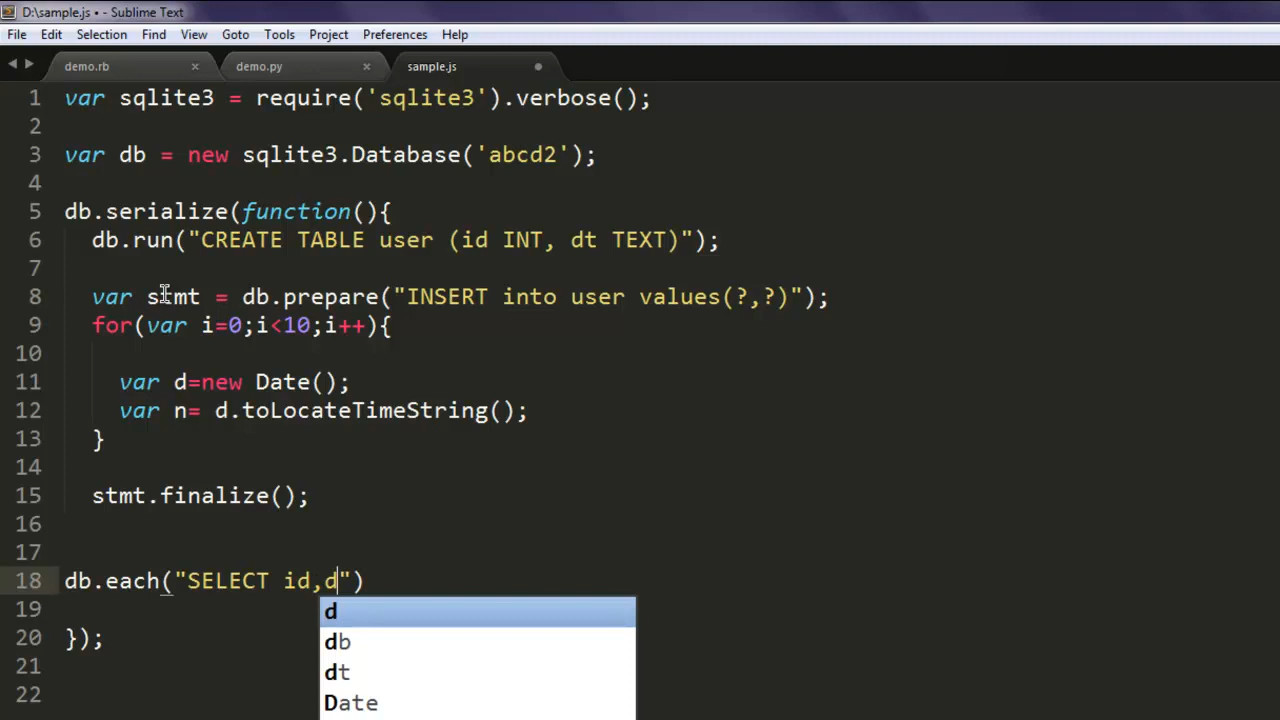 D:\sample.js • - Sublime Text
File Edit Selection Find View Goto Tools Project Preferences Help
demo.rb × demo.py × sample.js
1 var sqlite3 = require('sqlite3').verbose();
2
3 var db = new sqlite3.Database('abcd2');
4
5 db.serialize(function(){
6 db.run("CREATE TABLE user (id INT, dt TEXT)");
7
8 var stmt = db.prepare("INSERT into user values(?,?)");
9 for(var i=0;i<10;i++){
10
11 var d=new Date();
12 var n= d.toLocateTimeString();
13 }
14
15 stmt.finalize();
16
17
18 db.each("SELECT id,d")
d
19
db
20 });
dt
21
Date
22